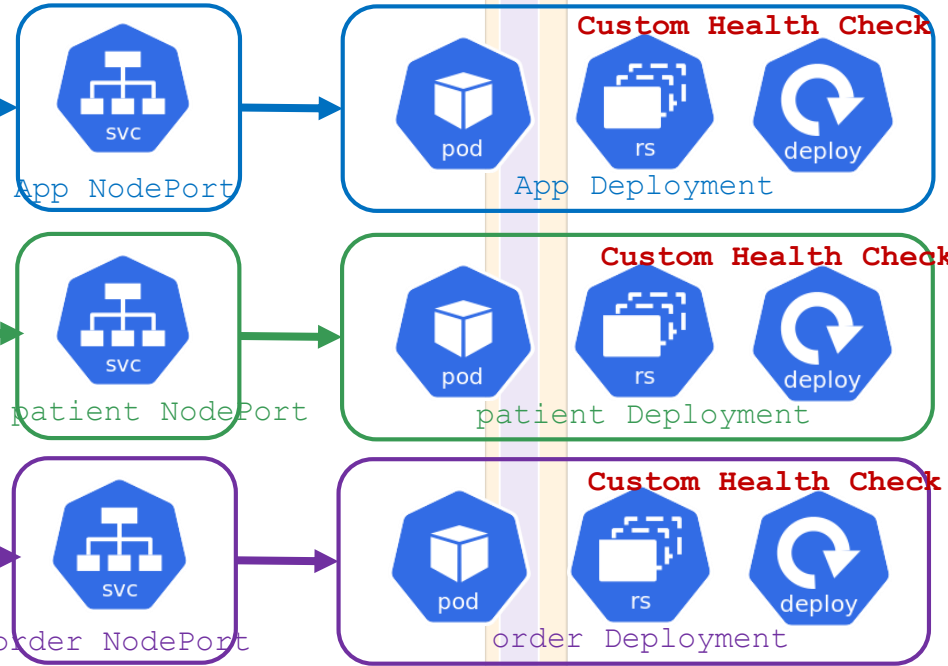 Custom Health Check
svc
pod
rs
deploy
App NodePort
App Deployment
Custom Health Check
svc
pod
rs
deploy
patient NodePort
patient Deployment
Custom Health Check
svc
pod
rs
deploy
order NodePort
order Deployment